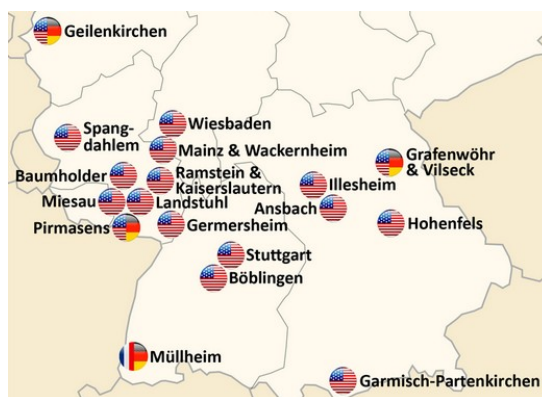 Geilenkirchen
Wiesbaden
Spang-
dahlem
Mainz & Wackernheim
Grafenwöhr
& Vilseck
Baumholder
Ramstein &
Kaiserslautern
Illesheim
Miesau
Landstuhl
Ansbach
Pirmasens
Germersheim
Hohenfels
Stuttgart
Böblingen
Müllheim
Garmisch-Partenkirchen